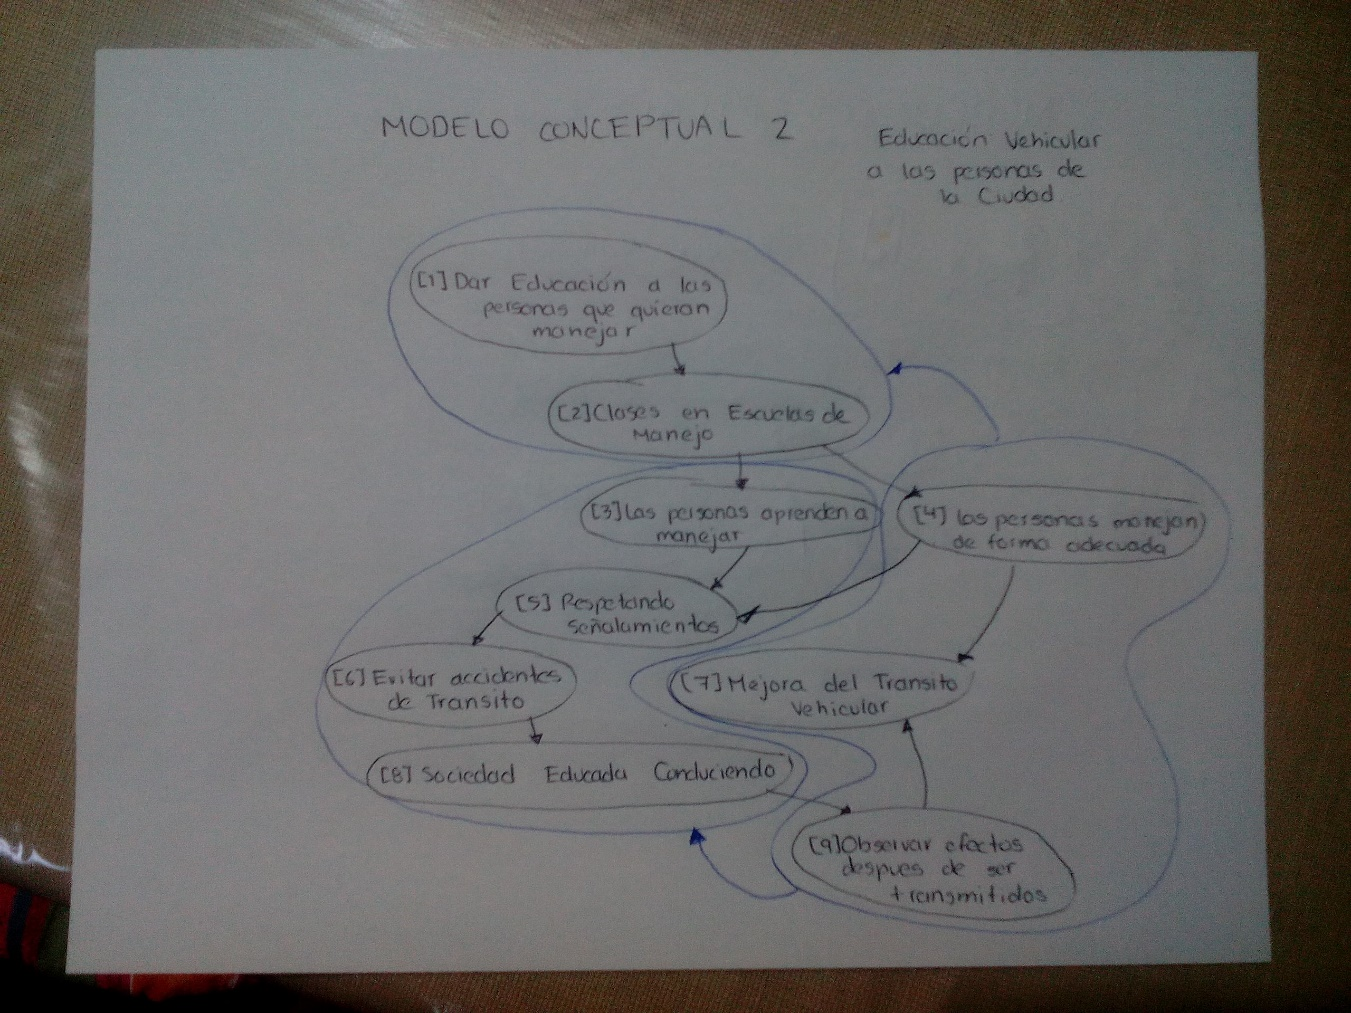 MODELO CONCEPTUAL 2
Educación Vehicular
a las personas de
la Ciudad
[1] Dar Educación a las
personas que quieran
manejar
[2] Clases en Escuelas de
Manejo
[3] las personas aprenden a
manejar
[4] las personas manejan
de forma adecuada
[5] Respetando
señalamientos
[6] Evitar accidentes
de Transito
[7] Mejora del Transito
Vehicular
[8] Sociedad Educada Conduciendo
[9] Observar efectos
despues de ser
transmitidos